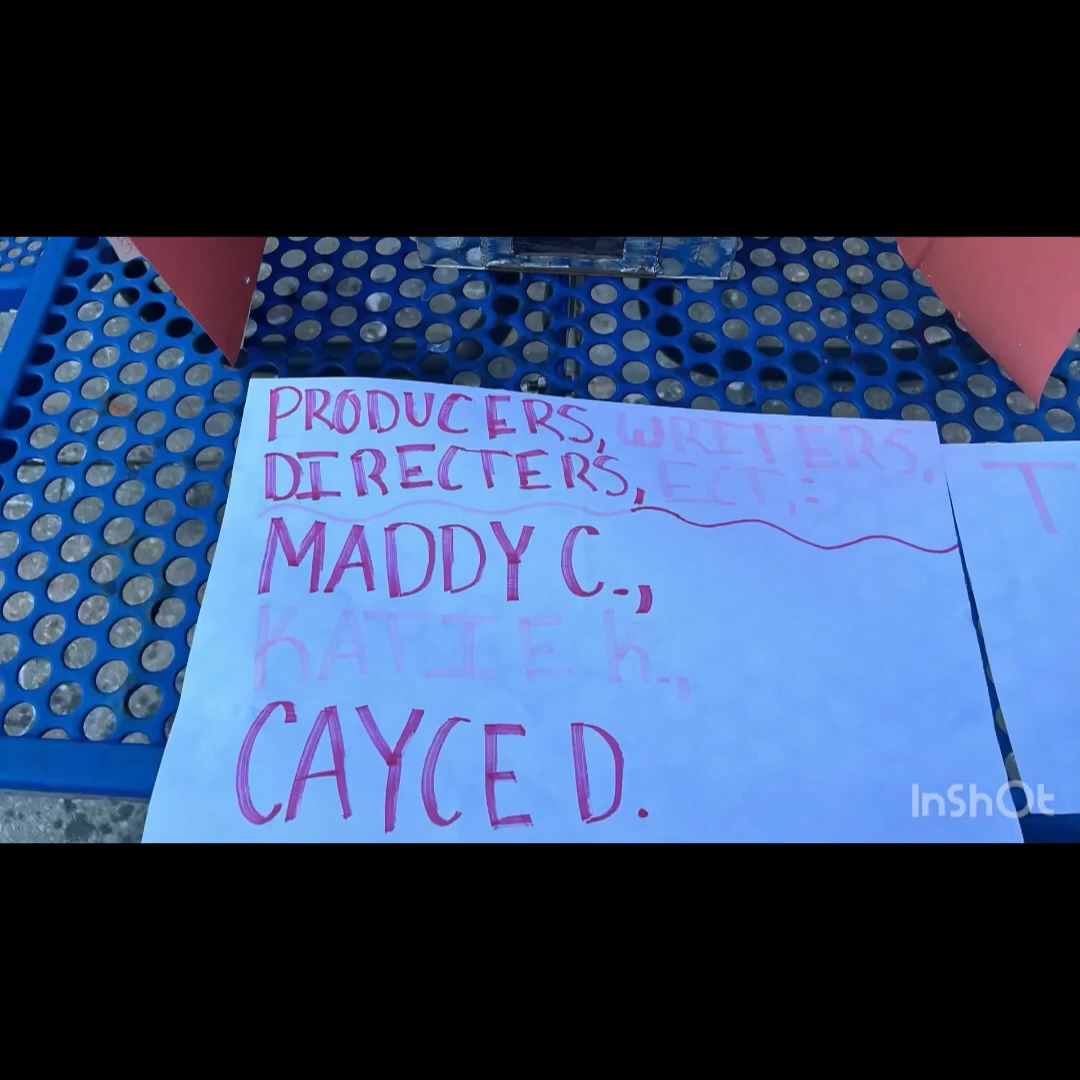 PRODUCERS, WRITERS,
DIRECTERS, ECT,:
MADDY C.,
KATIE K.,
CAYCE D.
T
InShOt